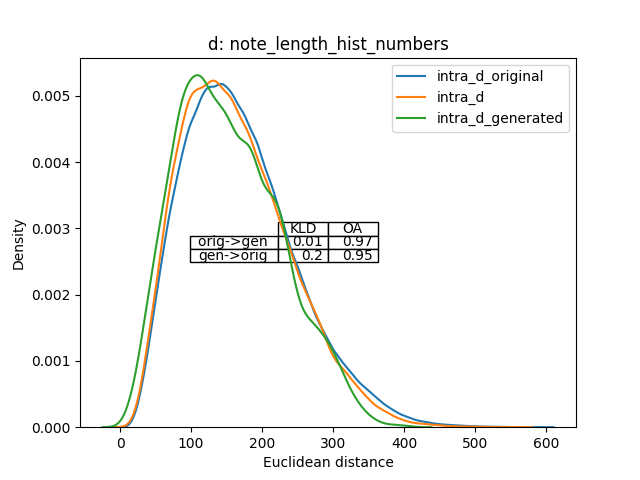 d: note_length_hist_numbers
intra_d_original
intra_d
intra_d_generated
0.005
0.004
0.003
0.002
0.001
0.000
Density
KLD OA
orig->gen 0.01 0.97
gen->orig 0.2 0.95
0 100 200 300 400 500 600
Euclidean distance